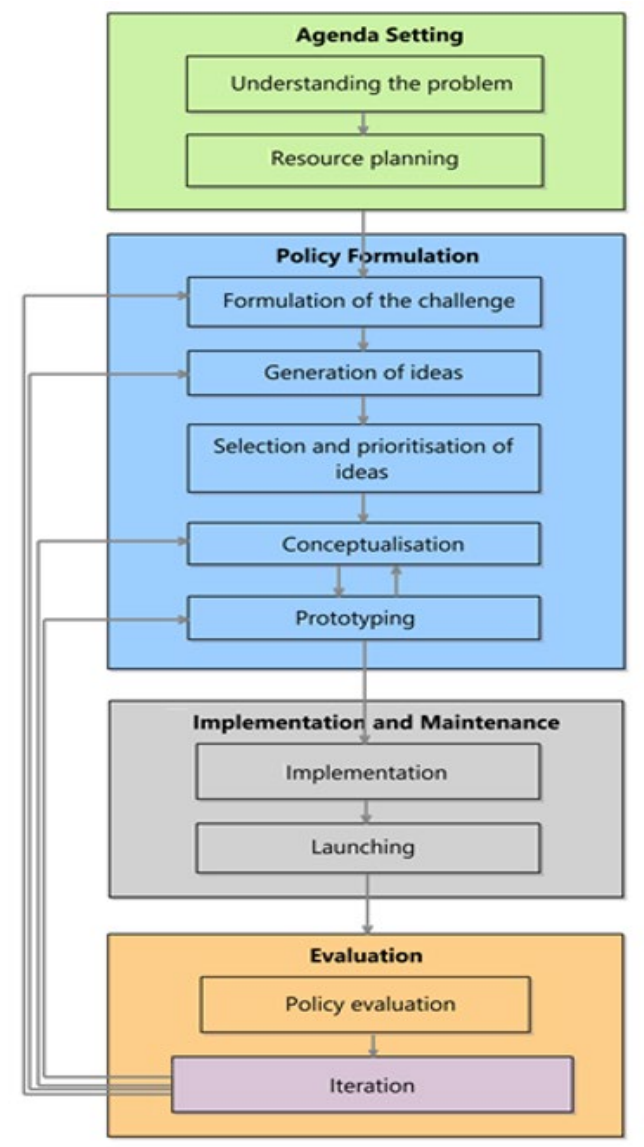 Agenda Setting
Understanding the problem
Resource planning
Policy Formulation
Formulation of the challenge
Generation of ideas
Selection and prioritisation of
ideas
Conceptualisation
Prototyping
Implementation and Maintenance
Implementation
Launching
Evaluation
Policy evaluation
Iteration